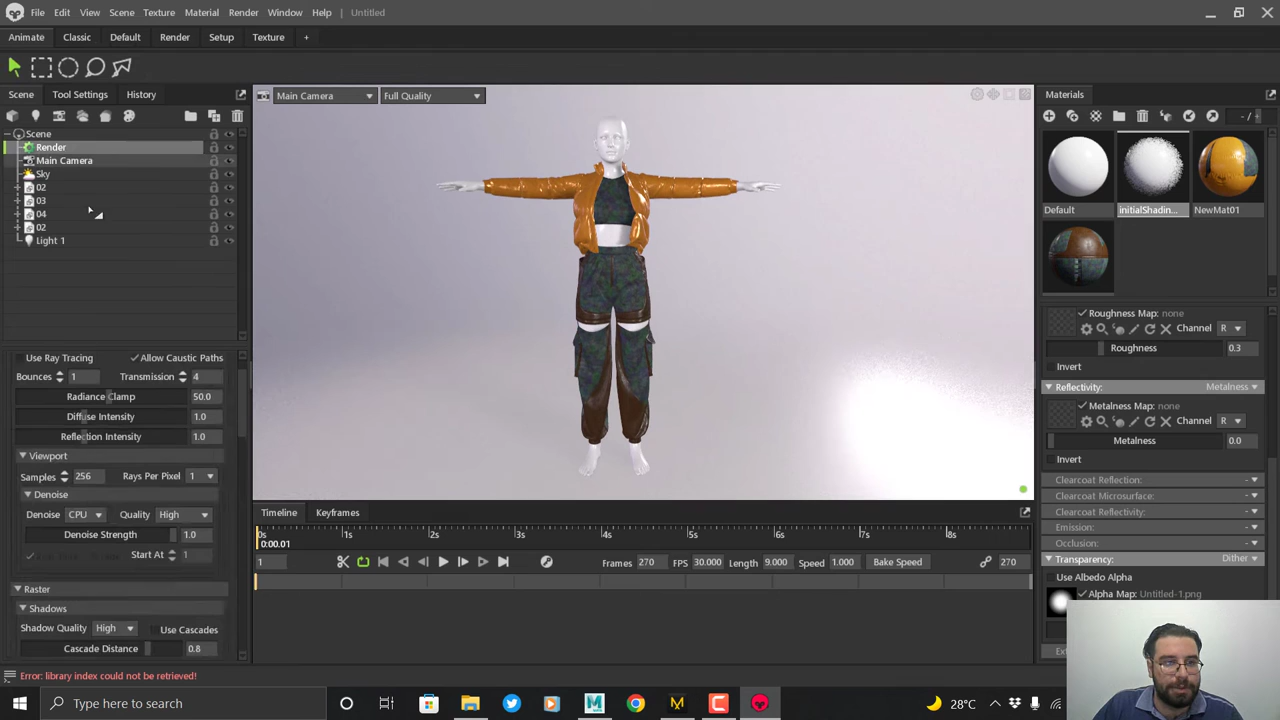 File Edit View Scene Texture Material Render Window Help Untitled
Animate Classic Default Render Setup Texture +
Scene Tool Settings History
Main Camera Full Quality
Materials
- /
Scene
Render
Main Camera
Sky
02
03
04
02
Light 1
Default initialShadin... NewMat01
Use Ray Tracing Allow Caustic Paths
Bounces 1 Transmission 4
Radiance Clamp 50.0
Diffuse Intensity 1.0
Reflection Intensity 1.0
Viewport
Samples 256 Rays Per Pixel 1
Denoise
Denoise CPU Quality High
Denoise Strength 1.0
Start At 1
Raster
Shadows
Shadow Quality High Use Cascades
Cascade Distance 0.8
Roughness Map: none
Channel R
Roughness 0.3
Invert
Reflectivity: Metalness
Metalness Map: none
Channel R
Metalness 0.0
Invert
Clearcoat Reflection: -
Clearcoat Microsurface: -
Clearcoat Reflectivity: -
Emission: -
Occlusion: -
Transparency: Dither
Use Albedo Alpha
Alpha Map: Untitled-1.png
Timeline Keyframes
0s 1s 2s 3s 4s 5s 6s 7s 8s
0:00.01
1 Frames 270 FPS 30.000 Length 9.000 Speed 1.000 Bake Speed 270
Error: library index could not be retrieved!
Type here to search
28°C